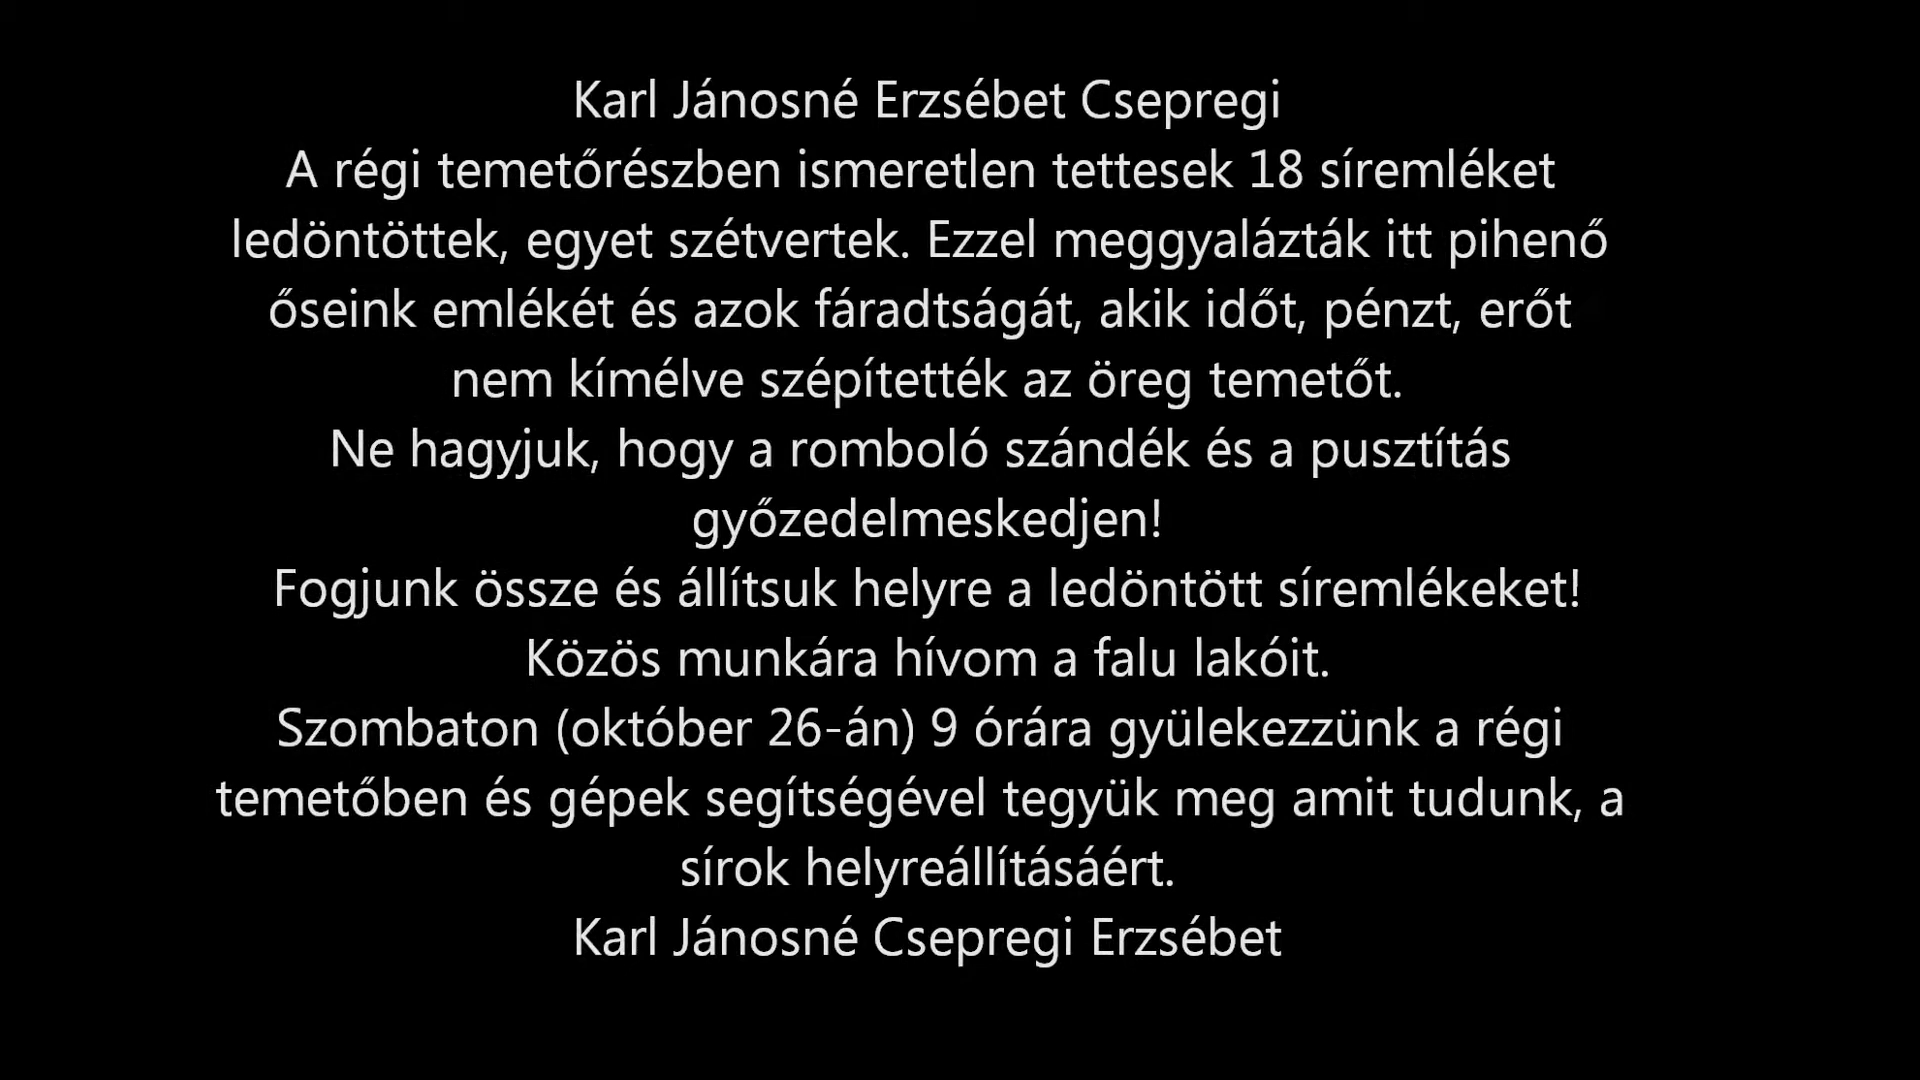 Karl Jánosné Erzsébet Csepregi
A régi temetőrészben ismeretlen tettesek 18 síremléket
ledöntöttek, egyet szétvertek. Ezzel meggyalázták itt pihenő
őseink emlékét és azok fáradtságát, akik időt, pénzt, erőt
nem kímélve szépítették az öreg temetőt.
Ne hagyjuk, hogy a romboló szándék és a pusztítás
győzedelmeskedjen!
Fogjunk össze és állítsuk helyre a ledöntött síremlékeket!
Közös munkára hívom a falu lakóit.
Szombaton (október 26-án) 9 órára gyülekezzünk a régi
temetőben és gépek segítségével tegyük meg amit tudunk, a
sírok helyreállításáért.
Karl Jánosné Csepregi Erzsébet